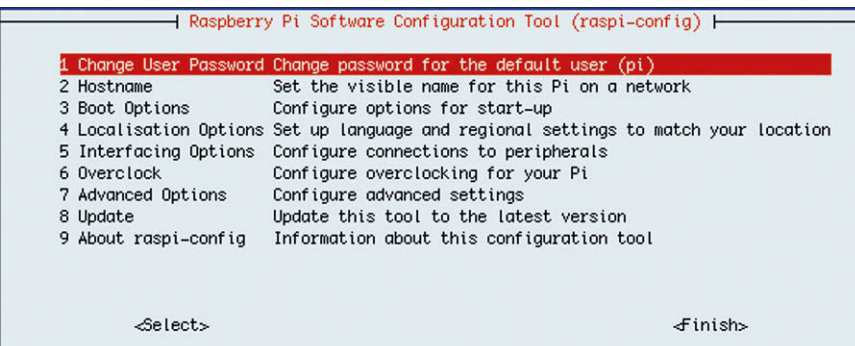 Raspberry Pi Software Configuration Tool (raspi-config)
1 Change User Password Change password for the default user (pi)
2 Hostname Set the visible name for this Pi on a network
3 Boot Options Configure options for start-up
4 Localisation Options Set up language and regional settings to match your location
5 Interfacing Options Configure connections to peripherals
6 Overclock Configure overclocking for your Pi
7 Advanced Options Configure advanced settings
8 Update Update this tool to the latest version
9 About raspi-config Information about this configuration tool
<Select> <Finish>